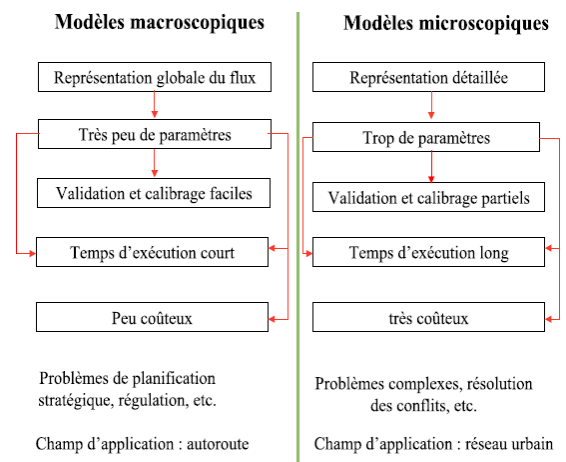 Modèles macroscopiques
Représentation globale du flux
Très peu de paramètres
Validation et calibrage faciles
Temps d'exécution court
Peu coûteux
Problèmes de planification
stratégique, régulation, etc.
Champ d'application : autoroute
Modèles microscopiques
Représentation détaillée
Trop de paramètres
Validation et calibrage partiels
Temps d'exécution long
très coûteux
Problèmes complexes, résolution
des conflits, etc.
Champ d'application : réseau urbain